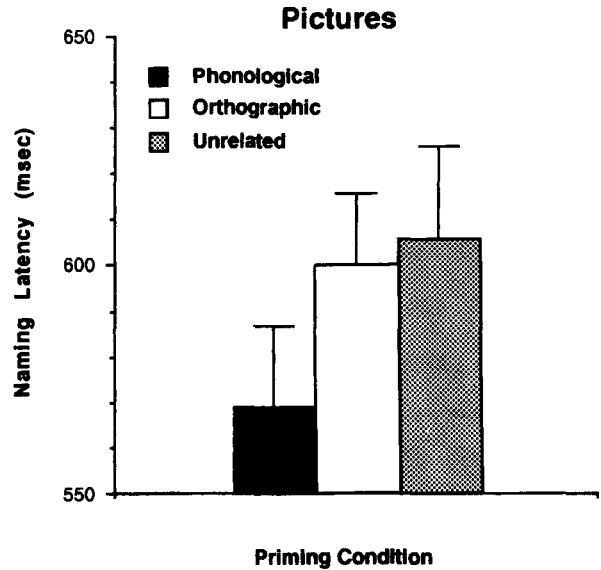 Pictures
650
Phonological
Orthographic
Unrelated
600
550
Naming Latency (msec)
Priming Condition